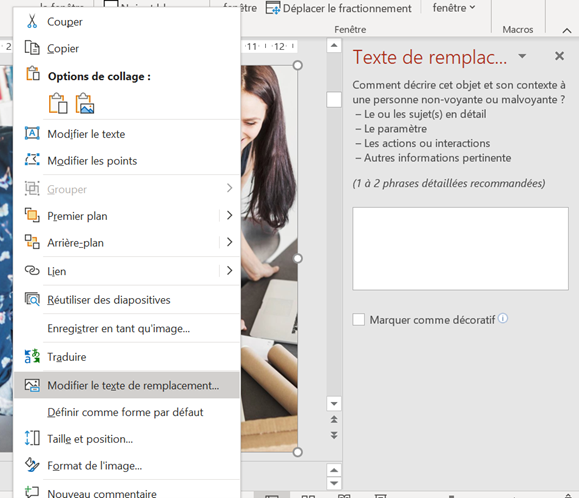 fenêtre
Déplacer le fractionnement
fenêtre
Fenêtre
Macros
2
11
12
Couper
Copier
Options de collage :
Modifier le texte
Modifier les points
Grouper
Premier plan
Arrière-plan
Lien
Réutiliser des diapositives
Enregistrer en tant qu'image...
Traduire
Modifier le texte de remplacement...
Définir comme forme par défaut
Taille et position...
Format de l'image...
Nouveau commentaire
Texte de remplac...
Comment décrire cet objet et son contexte à
une personne non-voyante ou malvoyante ?
– Le ou les sujet(s) en détail
– Le paramètre
– Les actions ou interactions
– Autres informations pertinente
(1 à 2 phrases détaillées recommandées)
Marquer comme décoratif